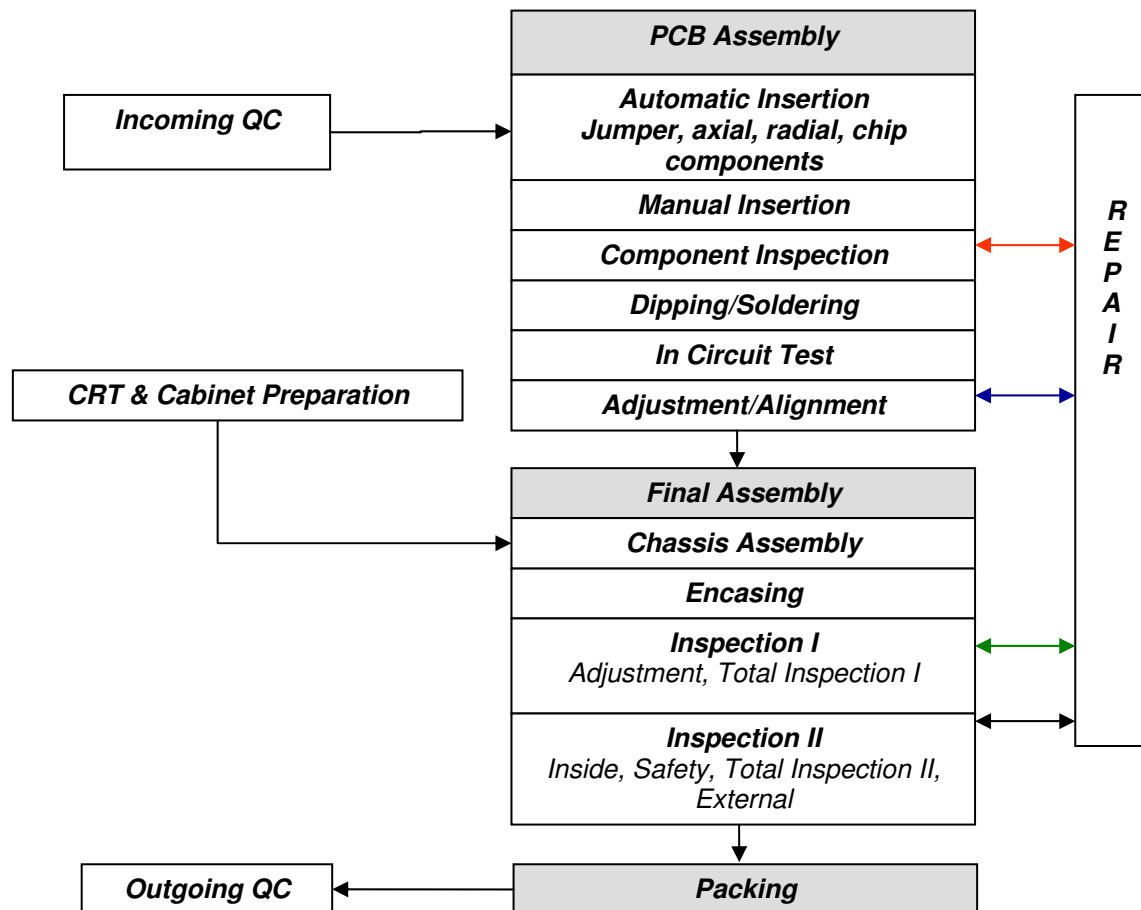 PCB Assembly
Incoming QC
Automatic Insertion
Jumper, axial, radial, chip
components
Manual Insertion
Component Inspection
Dipping/Soldering
In Circuit Test
CRT & Cabinet Preparation
Adjustment/Alignment
R
E
P
A
I
R
Final Assembly
Chassis Assembly
Encasing
Inspection I
Adjustment, Total Inspection I
Inspection II
Inside, Safety, Total Inspection II,
External
Outgoing QC
Packing